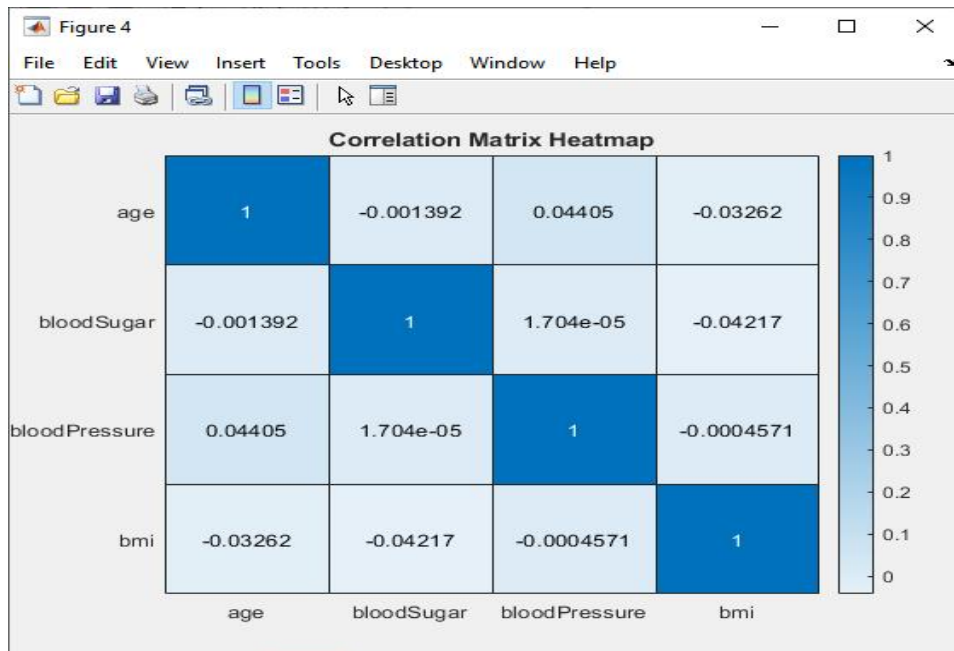 Figure 4
File Edit View Insert Tools Desktop Window Help
Correlation Matrix Heatmap
age 1 -0.001392 0.04405 -0.03262
bloodSugar -0.001392 1 1.704e-05 -0.04217
bloodPressure 0.04405 1.704e-05 1 -0.0004571
bmi -0.03262 -0.04217 -0.0004571 1
age bloodSugar bloodPressure bmi
1
0.9
0.8
0.7
0.6
0.5
0.4
0.3
0.2
0.1
0